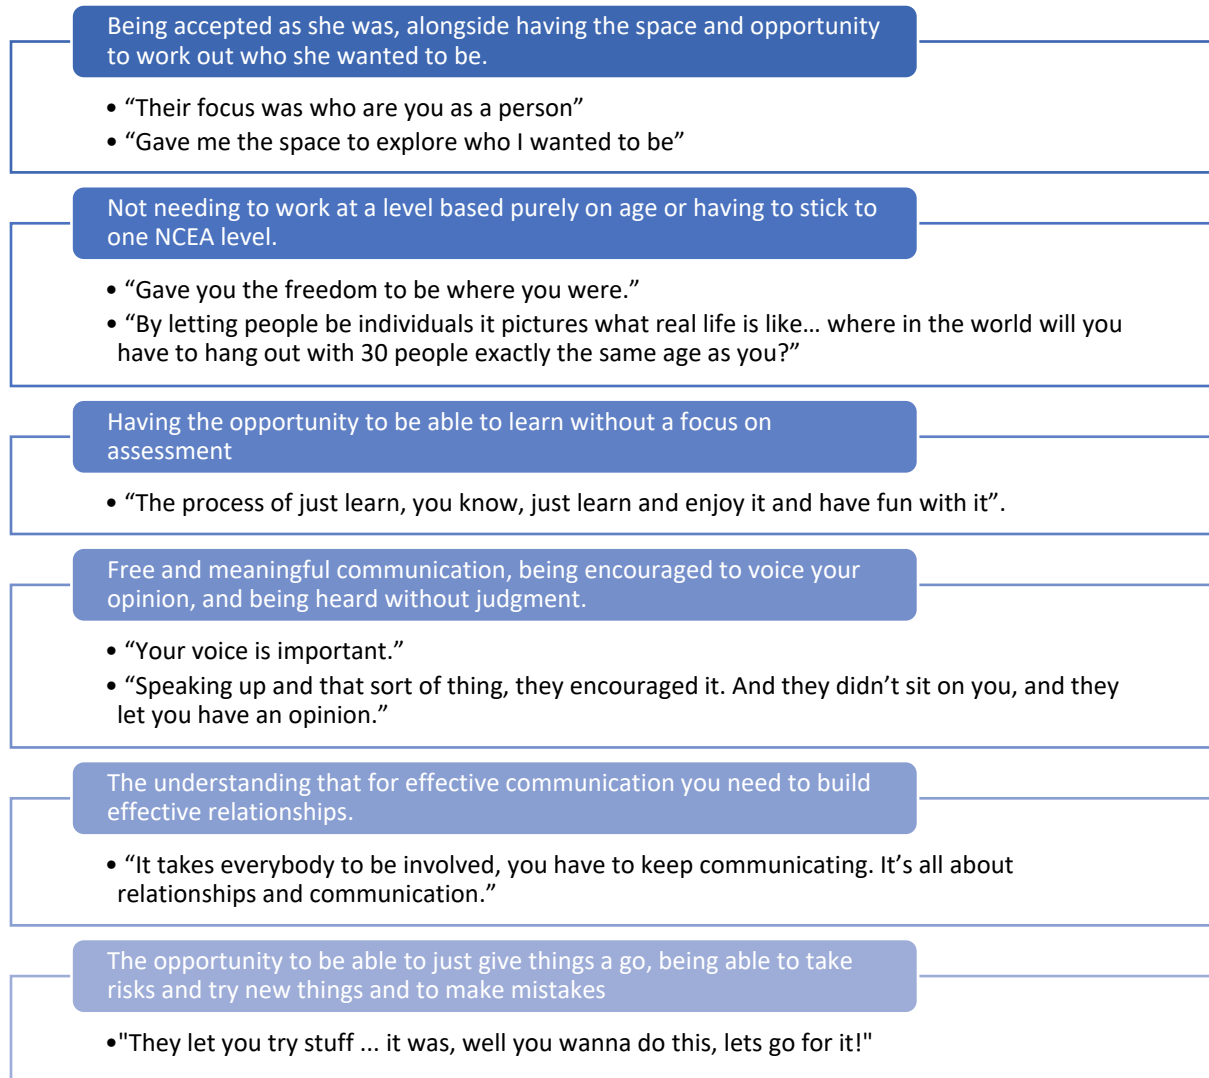 Being accepted as she was, alongside having the space and opportunity
to work out who she wanted to be.
• “Their focus was who are you as a person”
• “Gave me the space to explore who I wanted to be”
Not needing to work at a level based purely on age or having to stick to
one NCEA level.
• “Gave you the freedom to be where you were.”
• “By letting people be individuals it pictures what real life is like… where in the world will you
have to hang out with 30 people exactly the same age as you?”
Having the opportunity to be able to learn without a focus on
assessment
• “The process of just learn, you know, just learn and enjoy it and have fun with it”.
Free and meaningful communication, being encouraged to voice your
opinion, and being heard without judgment.
• “Your voice is important.”
• “Speaking up and that sort of thing, they encouraged it. And they didn’t sit on you, and they
let you have an opinion.”
The understanding that for effective communication you need to build
effective relationships.
• “It takes everybody to be involved, you have to keep communicating. It’s all about
relationships and communication.”
The opportunity to be able to just give things a go, being able to take
risks and try new things and to make mistakes
•"They let you try stuff ... it was, well you wanna do this, lets go for it!"